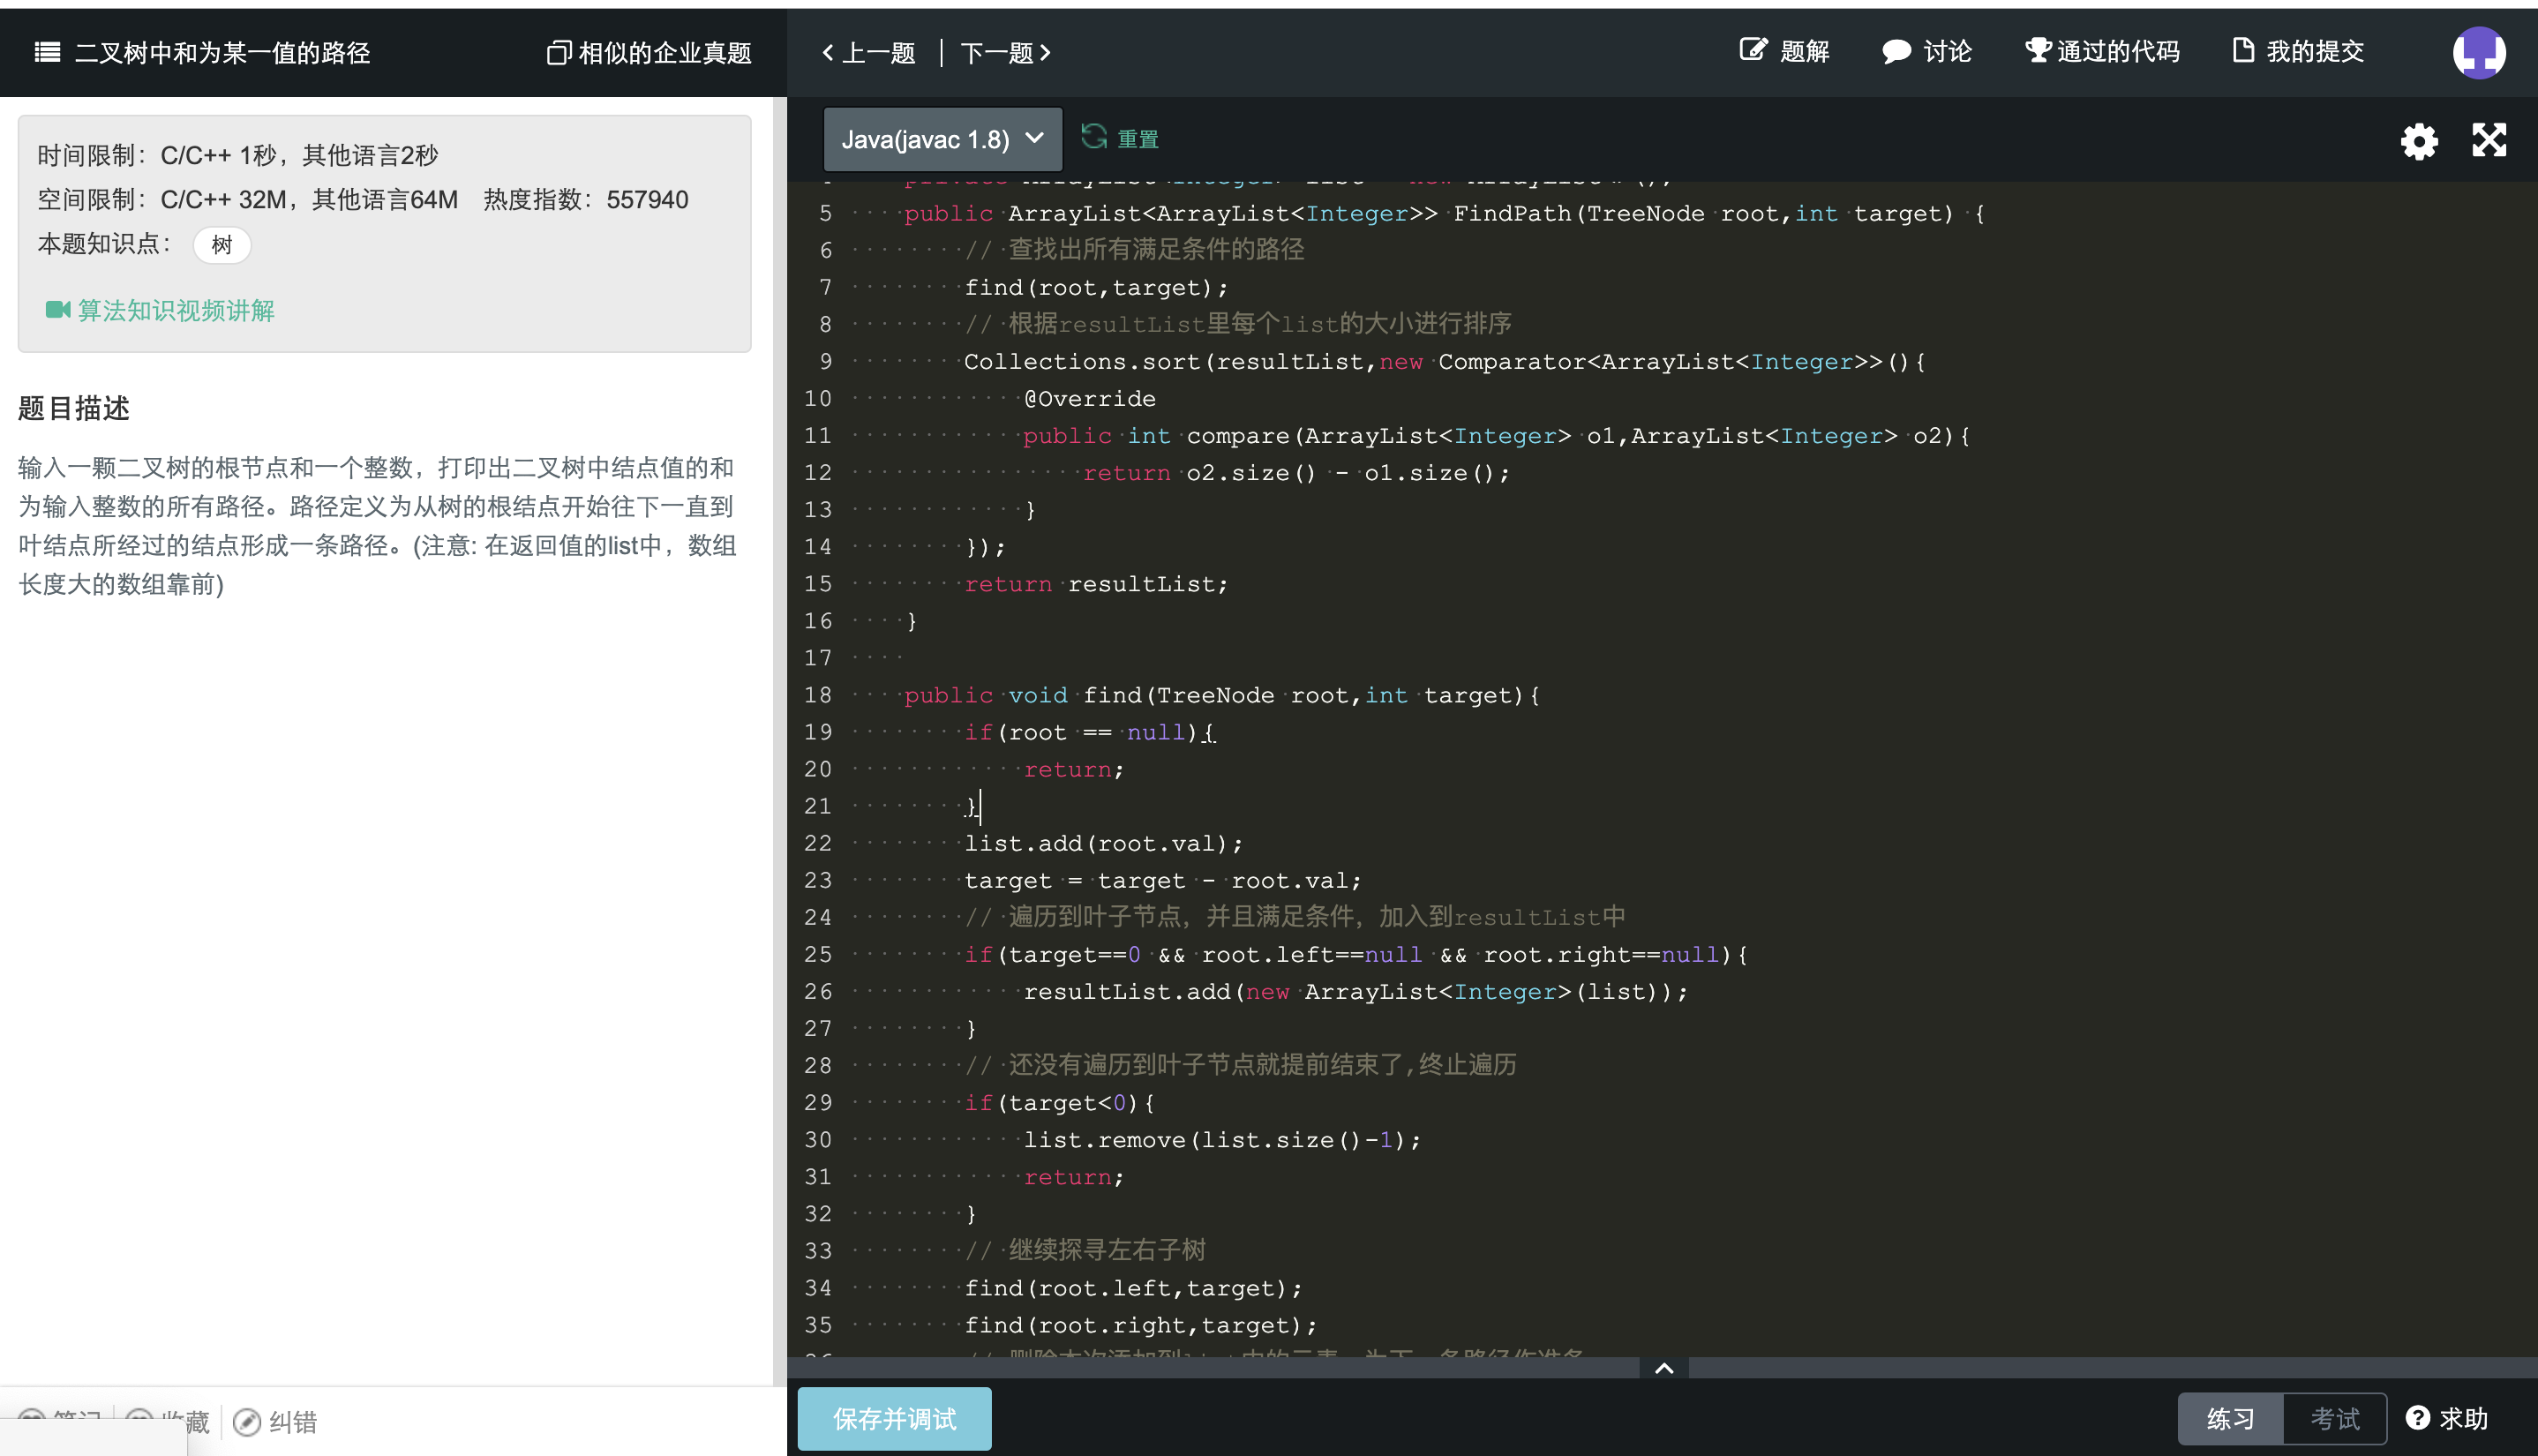 二叉树中和为某一值的路径
相似的企业真题
上一题 | 下一题
题解
讨论
通过的代码
我的提交
时间限制：C/C++ 1秒，其他语言2秒
空间限制：C/C++ 32M，其他语言64M 热度指数：557940
本题知识点： 树
算法知识视频讲解
题目描述
输入一颗二叉树的根节点和一个整数，打印出二叉树中结点值的和
为输入整数的所有路径。路径定义为从树的根结点开始往下一直到
叶结点所经过的结点形成一条路径。(注意: 在返回值的list中，数组
长度大的数组靠前)
纠错
Java(javac 1.8)
重置
5 public ArrayList<ArrayList<Integer>> FindPath(TreeNode root,int target) {
6 // 查找出所有满足条件的路径
7 find(root,target);
8 // 根据resultList里每个list的大小进行排序
9 Collections.sort(resultList,new Comparator<ArrayList<Integer>>(){
10 @Override
11 public int compare(ArrayList<Integer> o1,ArrayList<Integer> o2){
12 return o2.size() - o1.size();
13 }
14 });
15 return resultList;
16 }
17
18 public void find(TreeNode root,int target){
19 if(root == null){
20 return;
21 }
22 list.add(root.val);
23 target = target - root.val;
24 // 遍历到叶子节点，并且满足条件，加入到resultList中
25 if(target==0 && root.left==null && root.right==null){
26 resultList.add(new ArrayList<Integer>(list));
27 }
28 // 还没有遍历到叶子节点就提前结束了,终止遍历
29 if(target<0){
30 list.remove(list.size()-1);
31 return;
32 }
33 // 继续探寻左右子树
34 find(root.left,target);
35 find(root.right,target);
保存并调试
练习
考试
求助